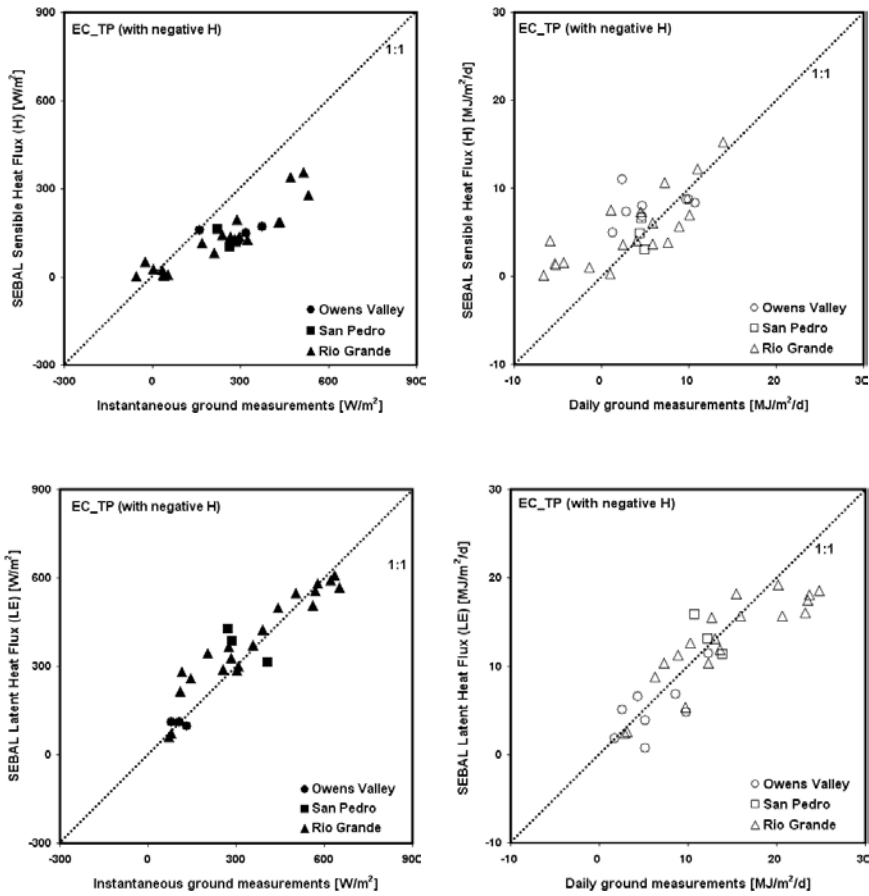 900
EC_TP (with negative H)
1:1
600
300
0
-300
SEBAL Sensible Heat Flux (H) [W/m²]
Owens Valley
San Pedro
Rio Grande
-300 0 300 600 900
Instantaneous ground measurements [W/m²]
30
EC_TP (with negative H)
1:1
20
10
0
-10
SEBAL Sensible Heat Flux (H) [MJ/m²/d]
Owens Valley
San Pedro
Rio Grande
-10 0 10 20 30
Daily ground measurements [MJ/m²/d]
900
EC_TP (with negative H)
1:1
600
300
0
-300
SEBAL Latent Heat Flux (LE) [W/m²]
Owens Valley
San Pedro
Rio Grande
-300 0 300 600 900
Instantaneous ground measurements [W/m²]
30
EC_TP (with negative H)
1:1
20
10
0
-10
SEBAL Latent Heat Flux (LE) [MJ/m²/d]
Owens Valley
San Pedro
Rio Grande
-10 0 10 20 30
Daily ground measurements [MJ/m²/d]